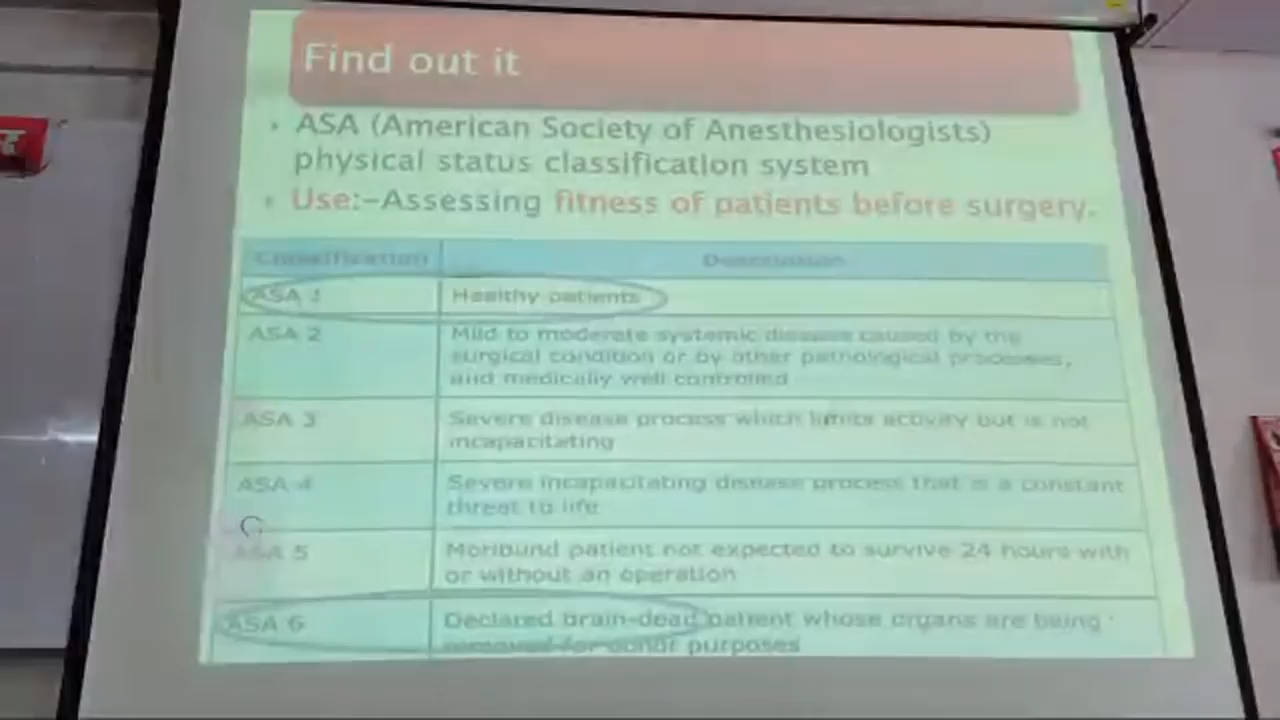 Find out it
ASA (American Society of Anesthesiologists)
physical status classification system
Use:-Assessing fitness of patients before surgery.
Classification Description
ASA 1 Healthy patients
ASA 2 Mild to moderate systemic disease caused by the
surgical condition or by other pathological processes,
and medically well controlled
ASA 3 Severe disease process which limits activity but is not
incapacitating
ASA 4 Severe incapacitating disease process that is a constant
threat to life
ASA 5 Moribund patient not expected to survive 24 hours with
or without an operation
ASA 6 Declared brain-dead patient whose organs are being
removed for donor purposes